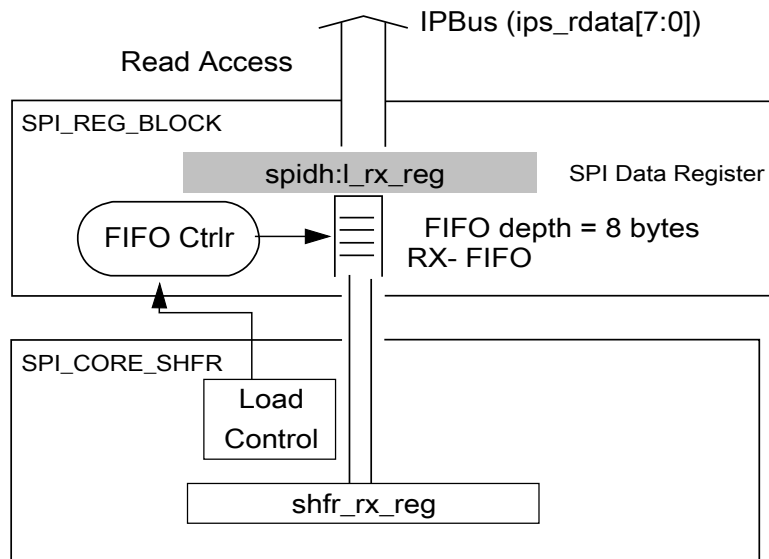 IPBus (ips_rdata[7:0])
Read Access
SPI_REG_BLOCK
spidh:l_rx_reg
SPI Data Register
FIFO Ctrlr
FIFO depth = 8 bytes
RX- FIFO
SPI_CORE_SHFR
Load
Control
shfr_rx_reg